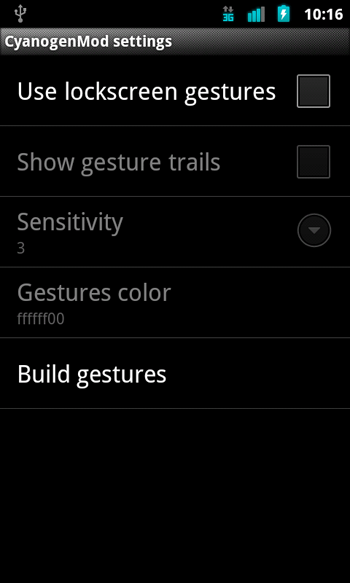 3G 10:16
CyanogenMod settings
Use lockscreen gestures
Show gesture trails
Sensitivity
3
Gestures color
ffffff00
Build gestures